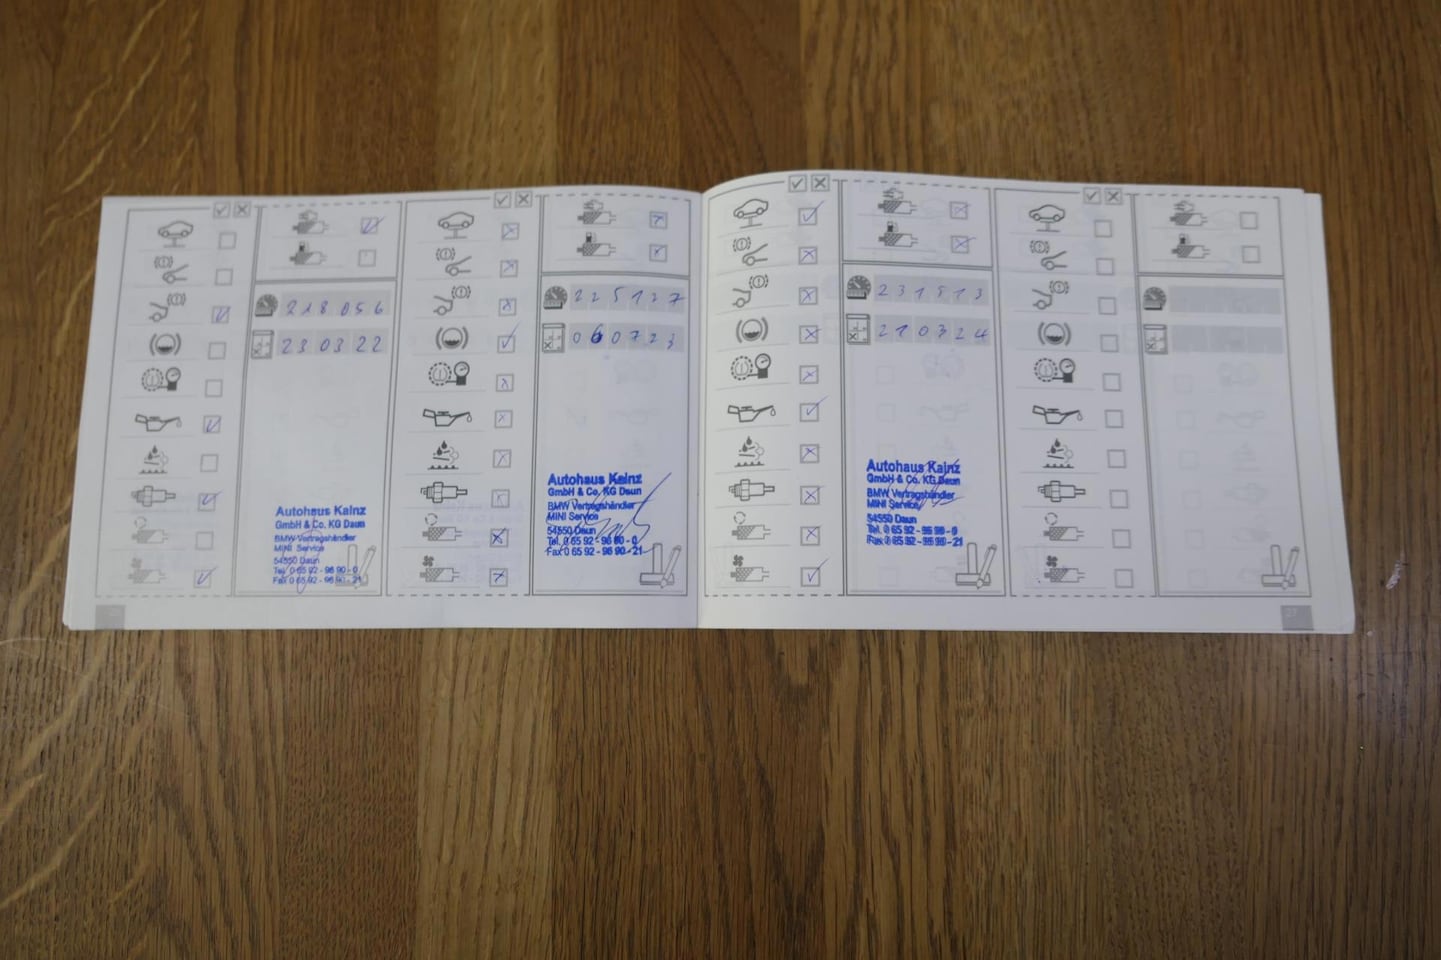 218056
230322
Autohaus Kainz
GmbH & Co. KG Daun
BMW-Vertragshändler
MINI Service
54550 Daun
Tel. 0 65 92 - 96 90 - 0
Fax 0 65 92 - 96 90 - 21
225127
060723
Autohaus Kainz
GmbH & Co. KG Daun
BMW Vertragshändler
MINI Service
54550 Daun
Tel. 0 65 92 - 96 90 - 0
Fax 0 65 92 - 96 90 - 21
231513
210324
Autohaus Kainz
GmbH & Co. KG Daun
BMW Vertragshändler
MINI Service
54550 Daun
Tel. 0 65 92 - 96 90 - 0
Fax 0 65 92 - 96 90 - 21
27